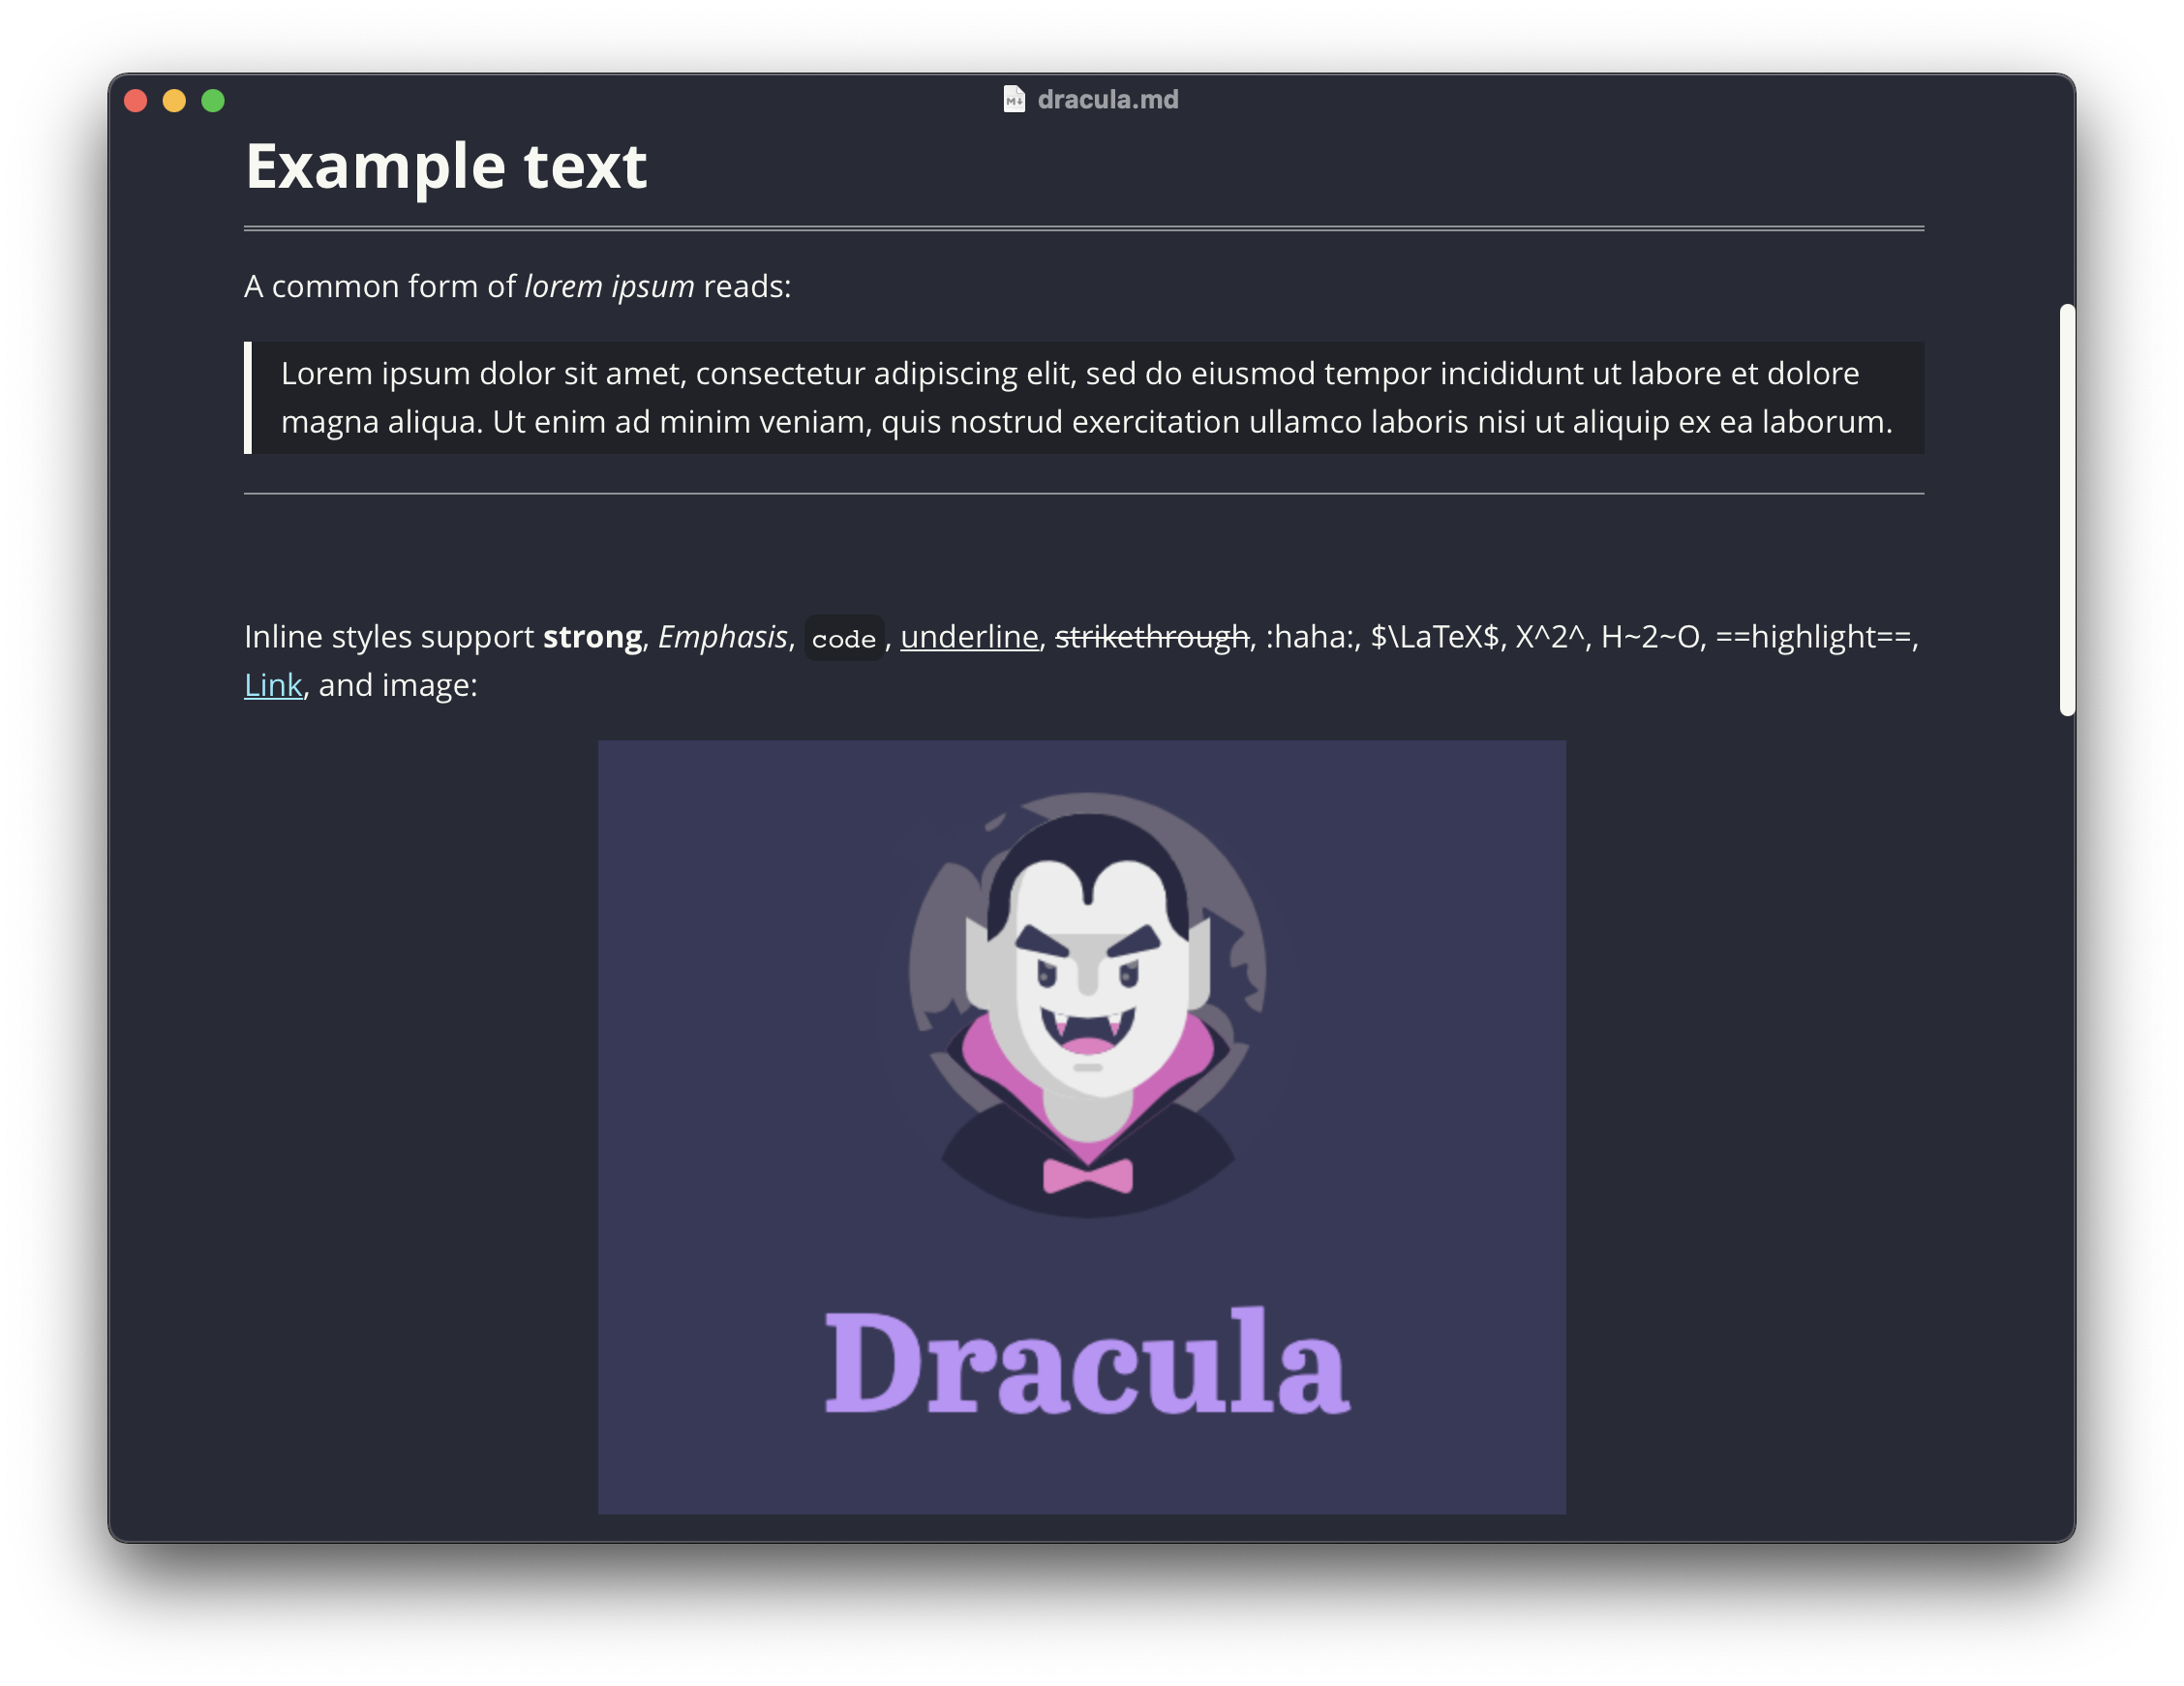 dracula.md
Example text
A common form of lorem ipsum reads:
Lorem ipsum dolor sit amet, consectetur adipiscing elit, sed do eiusmod tempor incididunt ut labore et dolore
magna aliqua. Ut enim ad minim veniam, quis nostrud exercitation ullamco laboris nisi ut aliquip ex ea laborum.
Inline styles support strong, Emphasis, code, underline, strikethrough, :haha:, $\LaTeX$, X^2^, H~2~O, ==highlight==,
Link, and image:
Dracula